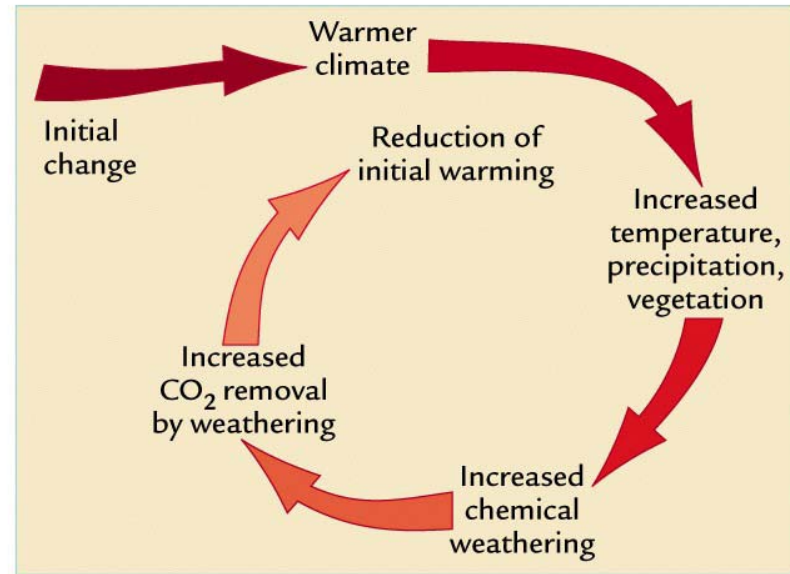 Warmer
climate
Initial
change
Reduction of
initial warming
Increased
temperature,
precipitation,
vegetation
Increased
CO₂ removal
by weathering
Increased
chemical
weathering